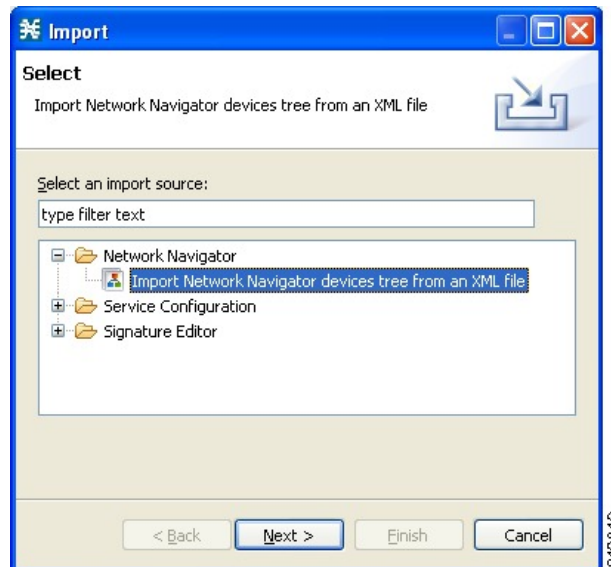 Import
Select
Import Network Navigator devices tree from an XML file
Select an import source:
type filter text
Network Navigator
Import Network Navigator devices tree from an XML file
Service Configuration
Signature Editor
< Back
Next >
Finish
Cancel